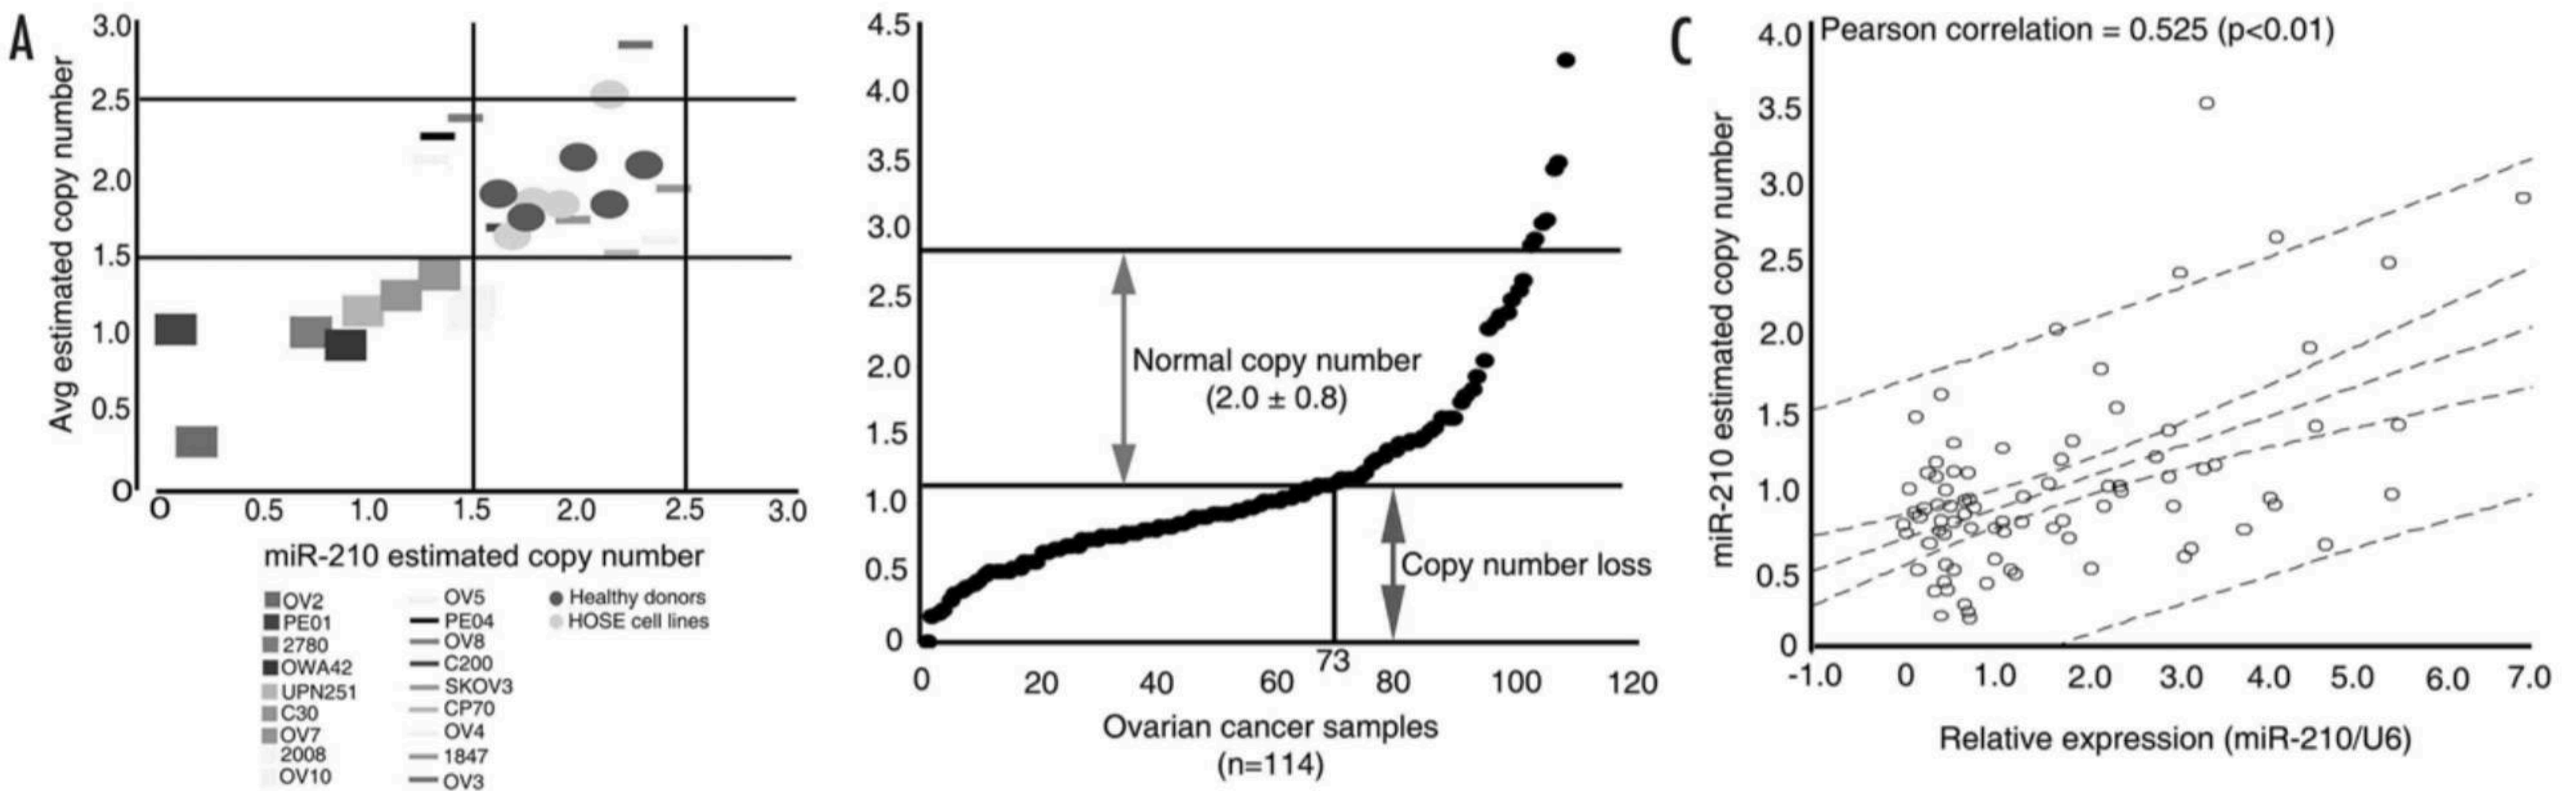 A
3.0
2.5
2.0
1.5
1.0
0.5
O
Avg estimated copy number
O 0.5 1.0 1.5 2.0 2.5 3.0
miR-210 estimated copy number
OV2
PE01
2780
OWA42
UPN251
C30
OV7
2008
OV10
OV5
PE04
OV8
C200
SKOV3
CP70
OV4
1847
OV3
Healthy donors
HOSE cell lines
4.5
4.0
3.5
3.0
2.5
2.0
1.5
1.0
0.5
0
Normal copy number
(2.0 ± 0.8)
Copy number loss
73
0 20 40 60 80 100 120
Ovarian cancer samples
(n=114)
C
Pearson correlation = 0.525 (p<0.01)
4.0
3.5
3.0
2.5
2.0
1.5
1.0
0.5
0
miR-210 estimated copy number
-1.0 0 1.0 2.0 3.0 4.0 5.0 6.0 7.0
Relative expression (miR-210/U6)